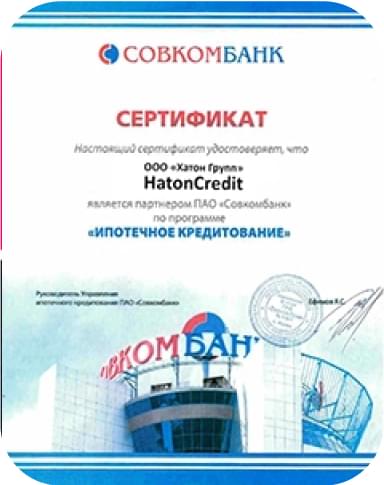 СОВКОМБАНК
СЕРТИФИКАТ
Настоящий сертификат удостоверяет, что
ООО «Хатон Групп»
HatonCredit
является партнером ПАО «Совкомбанк»
по программе
«ИПОТЕЧНОЕ КРЕДИТОВАНИЕ»
Руководитель Управления
ипотечного кредитования ПАО «Совкомбанк»
Ефимов Я.С.
ОВКОМБАНК